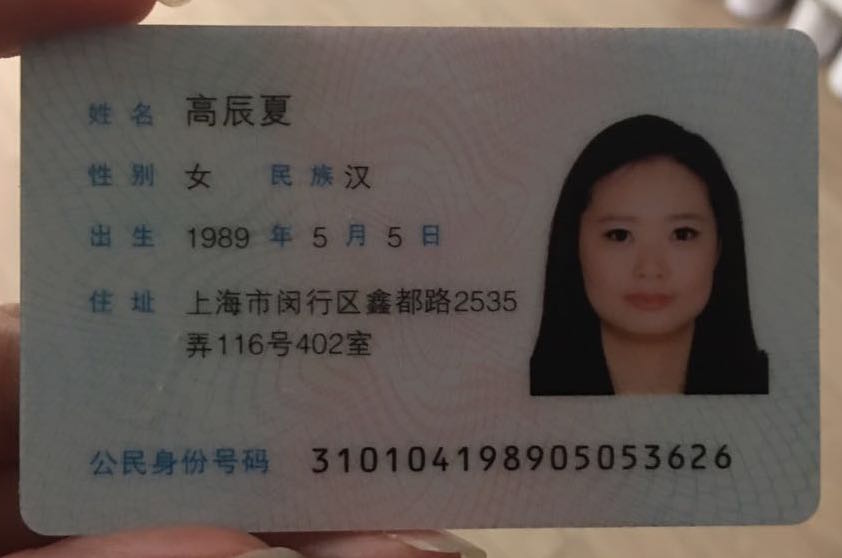 姓名 高辰夏
性别 女 民族 汉
出生 1989 年 5 月 5 日
住址 上海市闵行区鑫都路2535
弄116号402室
公民身份号码 310104198905053626